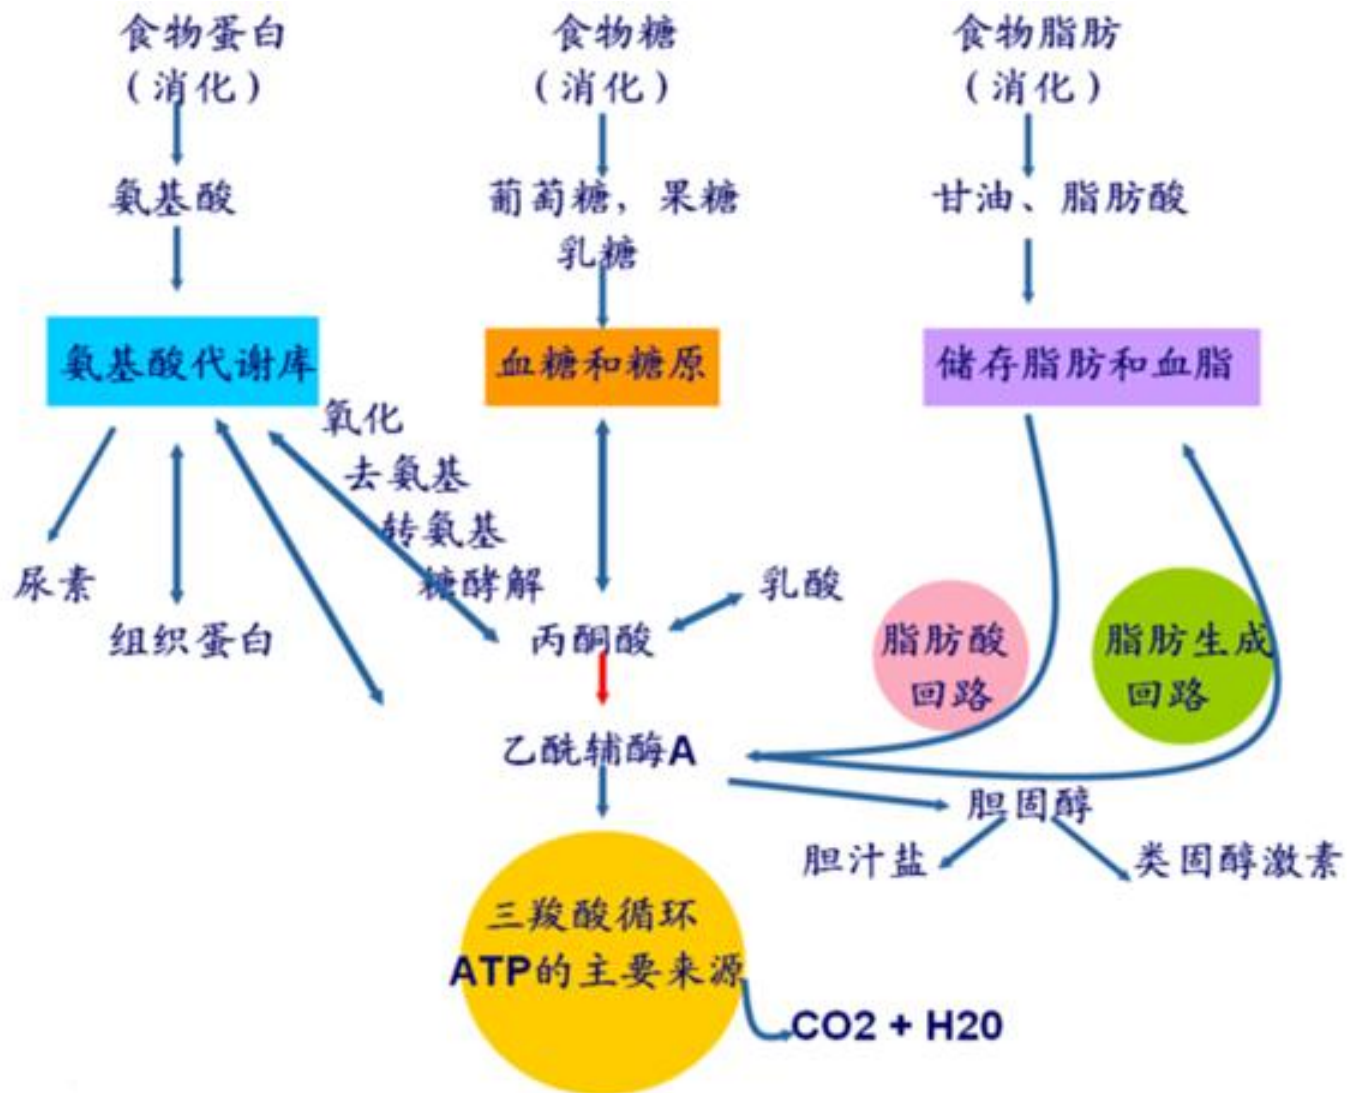 食物蛋白
（消化）
食物糖
（消化）
食物脂肪
（消化）
氨基酸
葡萄糖，果糖
乳糖
甘油、脂肪酸
氨基酸代谢库
血糖和糖原
储存脂肪和血脂
氧化
去氨基
转氨基
糖酵解
尿素
组织蛋白
丙酮酸
乳酸
脂肪酸
回路
脂肪生成
回路
乙酰辅酶A
胆固醇
胆汁盐
类固醇激素
三羧酸循环
ATP的主要来源
CO2 + H20